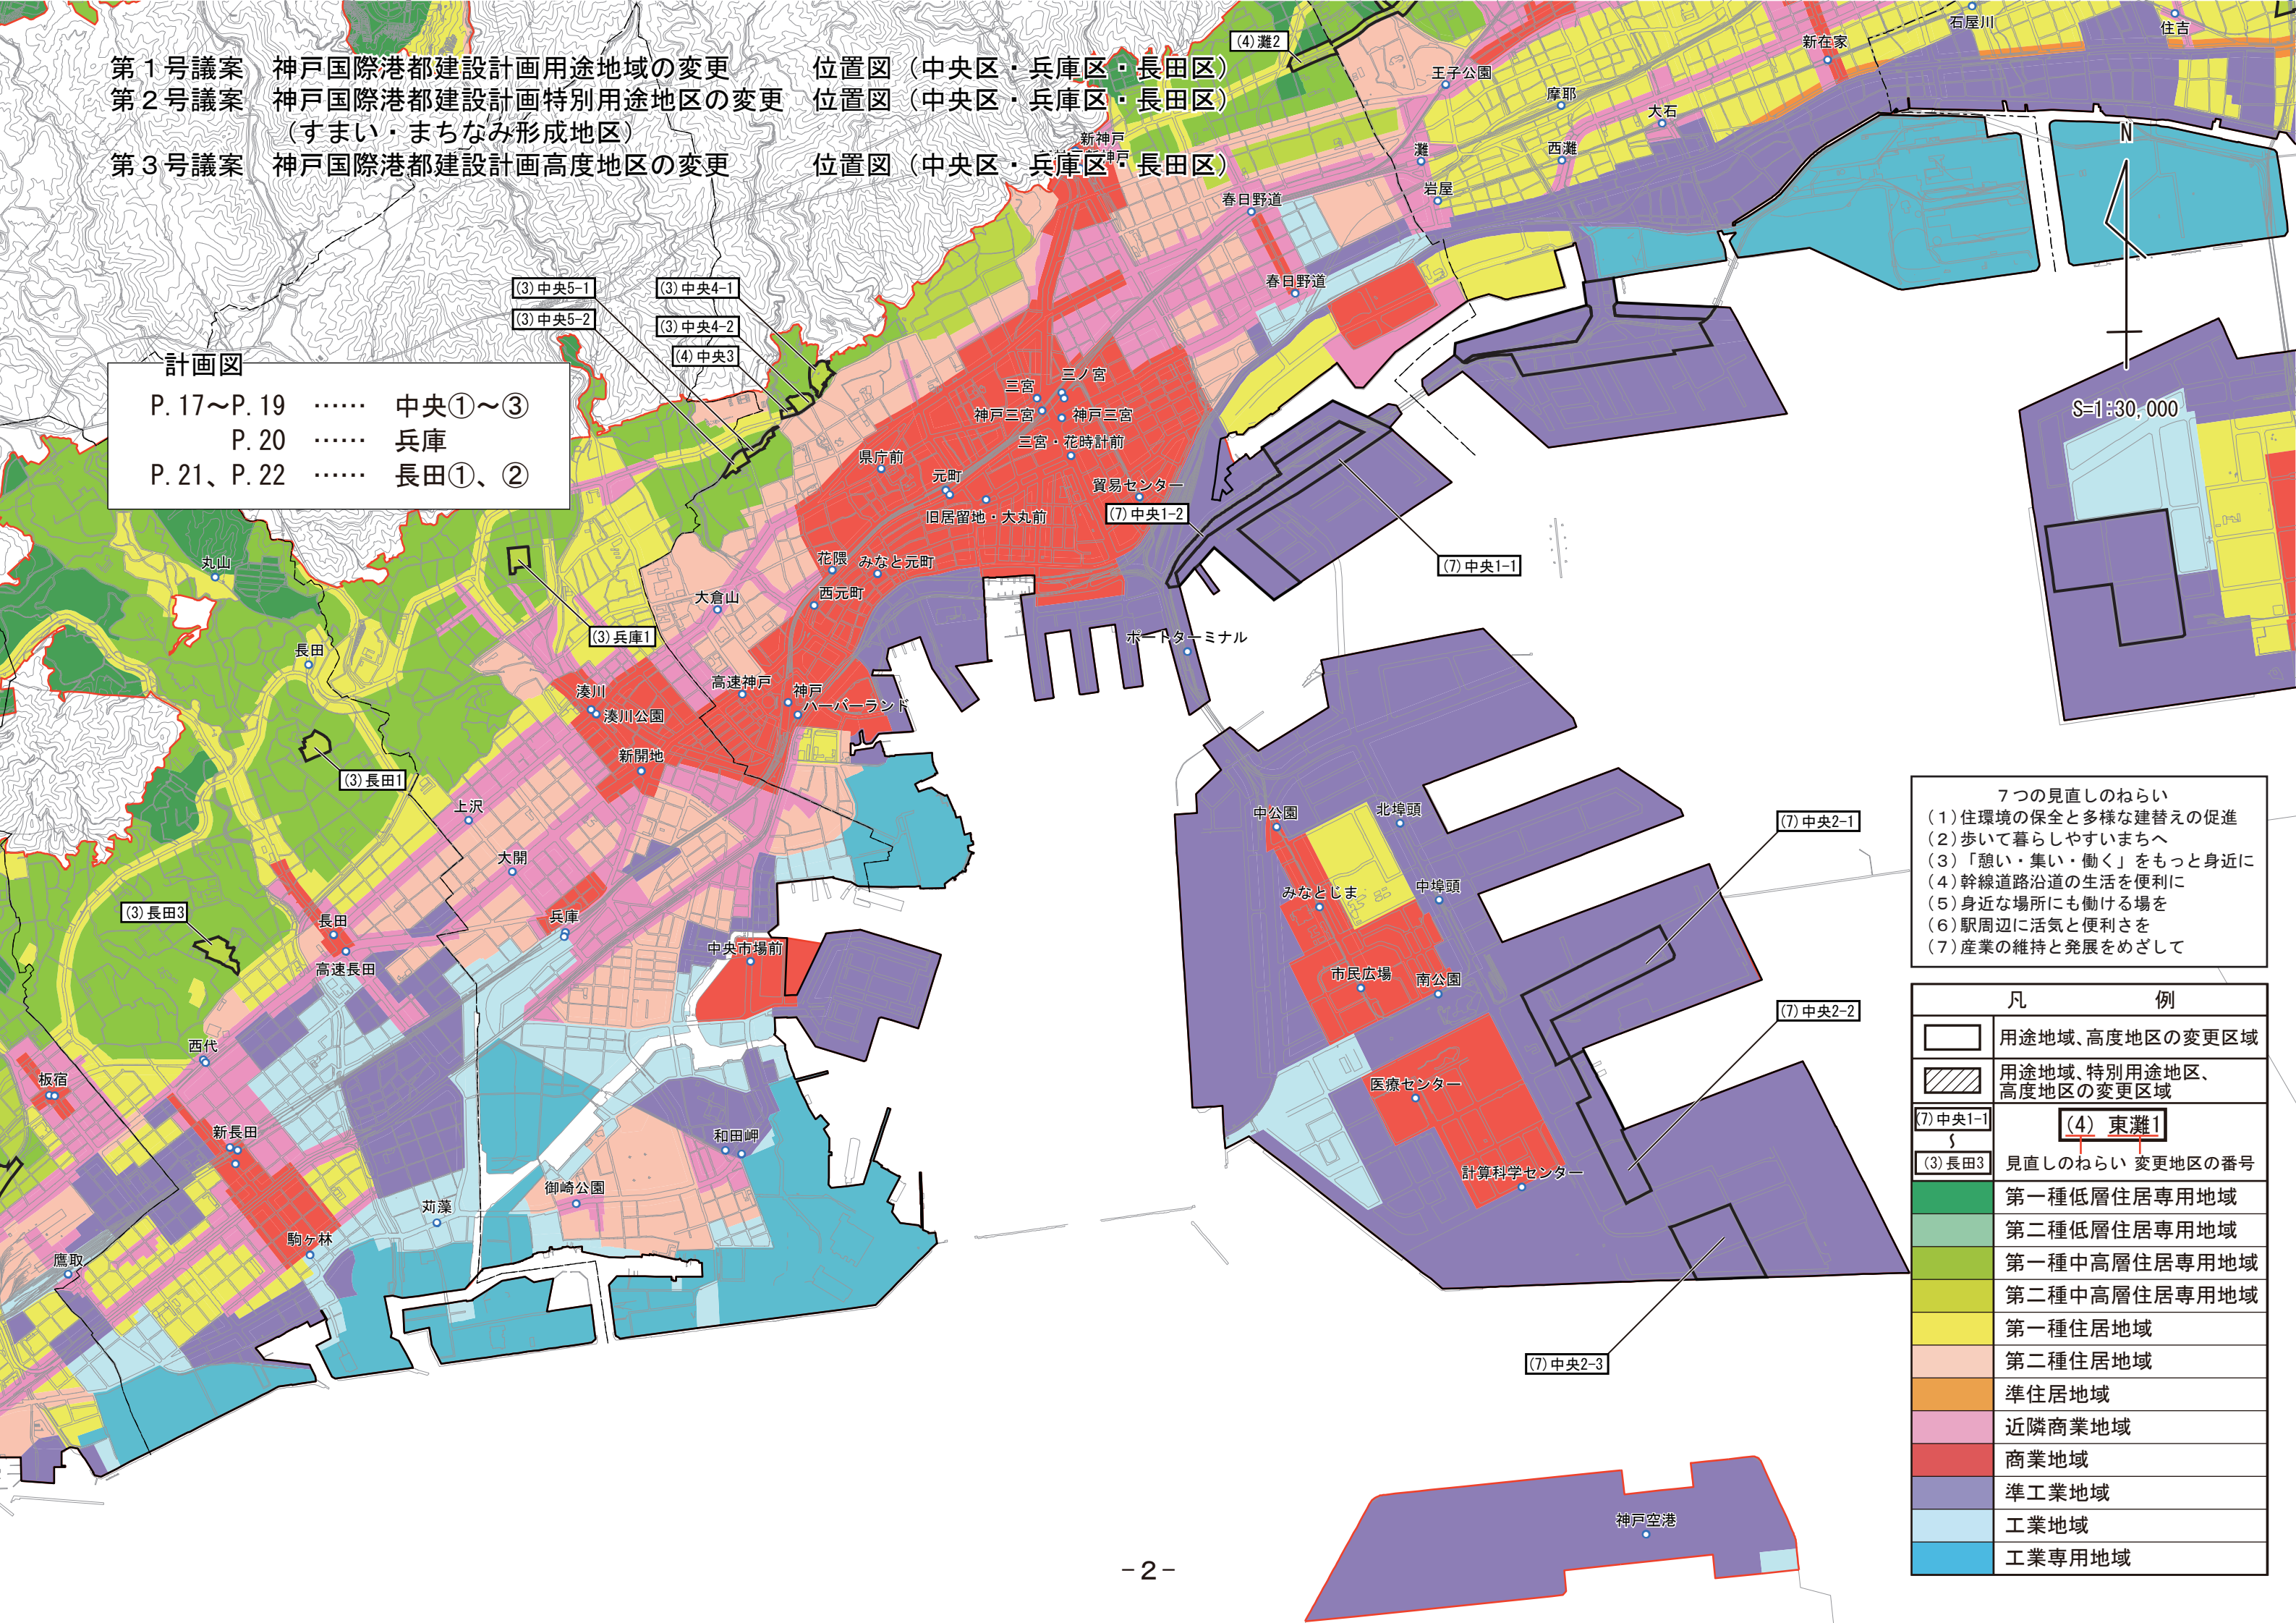 第１号議案　神戸国際港都建設計画用途地域の変更　　　位置図（中央区・兵庫区・長田区）
第２号議案　神戸国際港都建設計画特別用途地区の変更　位置図（中央区・兵庫区・長田区）
（すまい・まちなみ形成地区）
第３号議案　神戸国際港都建設計画高度地区の変更　　　位置図（中央区・兵庫区・長田区）
計画図
P.17～P.19 …… 中央①～③
P.20 …… 兵庫
P.21、P.22 …… 長田①、②
(4)灘2
石屋川
住吉
新在家
王子公園
摩耶
大石
新神戸
灘
西灘
岩屋
春日野道
春日野道
N
S=1:30,000
(3)中央5-1
(3)中央4-1
(3)中央5-2
(3)中央4-2
(4)中央3
三宮
三ノ宮
神戸三宮
神戸三宮
三宮・花時計前
県庁前
元町
貿易センター
旧居留地・大丸前
(7)中央1-2
(7)中央1-1
花隈
みなと元町
西元町
大倉山
丸山
長田
(3)兵庫1
ポートターミナル
高速神戸
神戸
ハーバーランド
湊川
湊川公園
新開地
(3)長田1
上沢
大開
兵庫
(3)長田3
長田
高速長田
中央市場前
西代
板宿
新長田
和田岬
御崎公園
苅藻
駒ヶ林
鷹取
中公園
北埠頭
みなとじま
中埠頭
市民広場
南公園
医療センター
計算科学センター
(7)中央2-1
(7)中央2-2
(7)中央2-3
神戸空港
７つの見直しのねらい
(1)住環境の保全と多様な建替えの促進
(2)歩いて暮らしやすいまちへ
(3)「憩い・集い・働く」をもっと身近に
(4)幹線道路沿道の生活を便利に
(5)身近な場所にも働ける場を
(6)駅周辺に活気と便利さを
(7)産業の維持と発展をめざして
凡　例
用途地域、高度地区の変更区域
用途地域、特別用途地区、
高度地区の変更区域
(7)中央1-1
～
(3)長田3
(4) 東灘1
見直しのねらい 変更地区の番号
第一種低層住居専用地域
第二種低層住居専用地域
第一種中高層住居専用地域
第二種中高層住居専用地域
第一種住居地域
第二種住居地域
準住居地域
近隣商業地域
商業地域
準工業地域
工業地域
工業専用地域
-2-